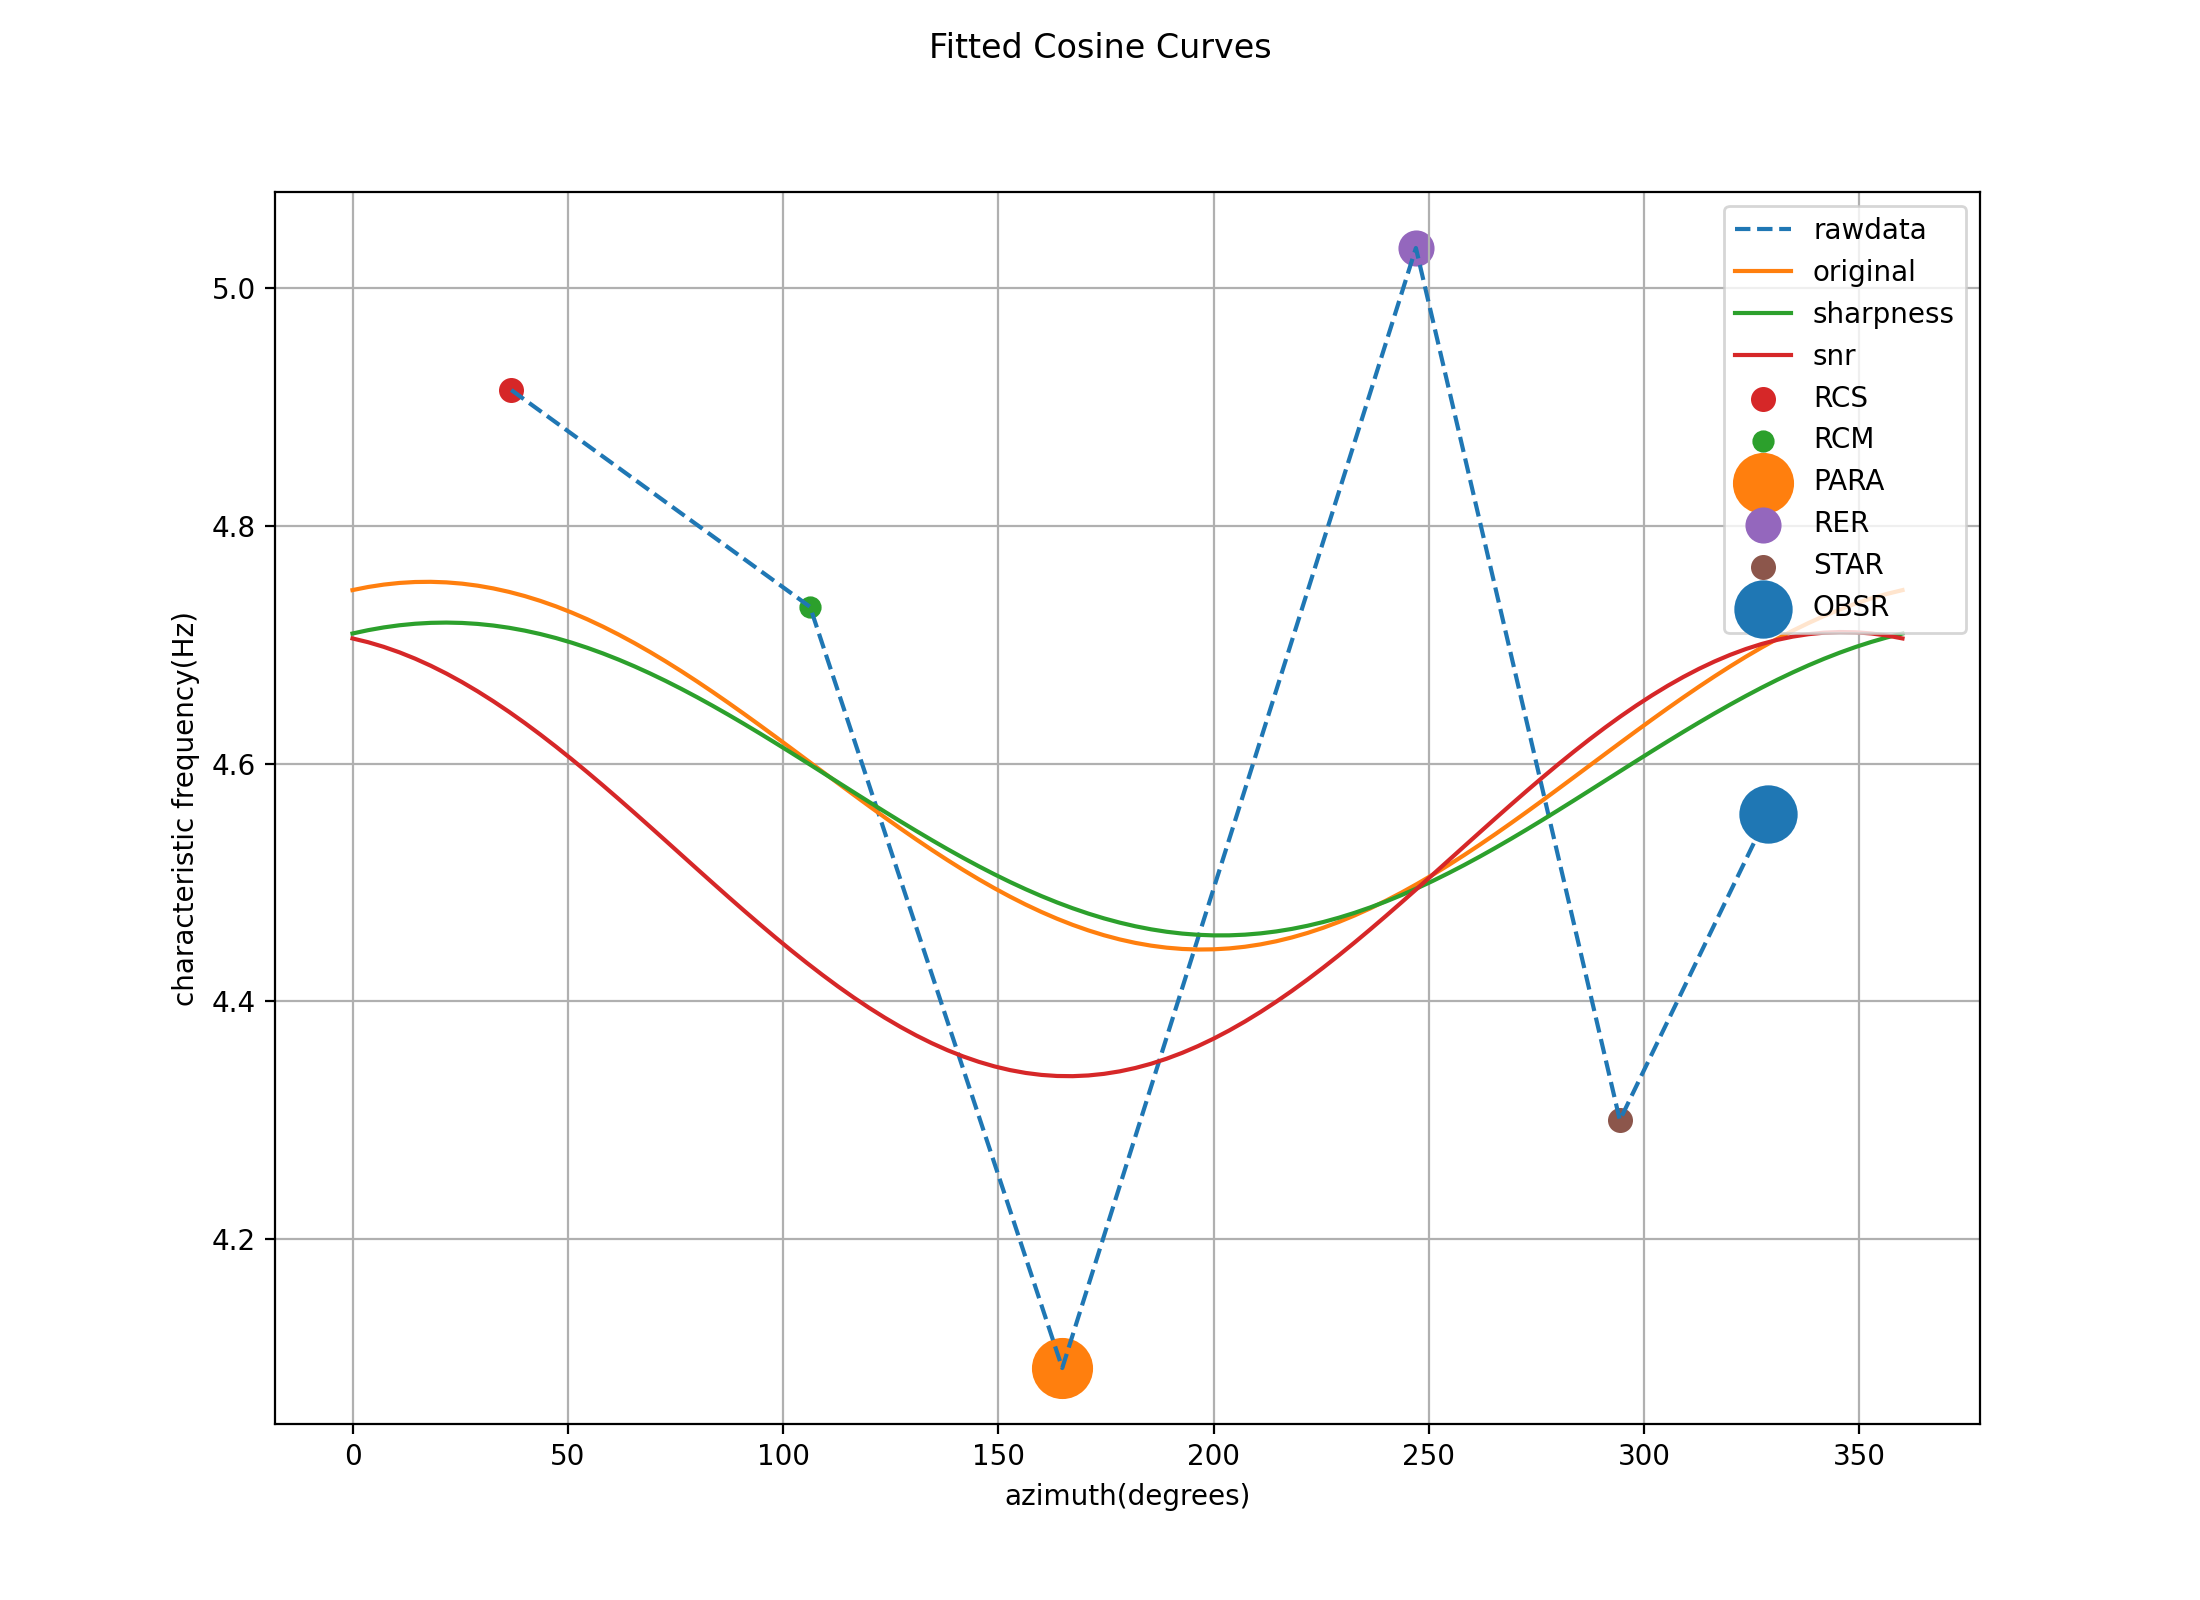 Fitted Cosine Curves
rawdata
original
sharpness
snr
RCS
RCM
PARA
RER
STAR
OBSR
characteristic frequency(Hz)
5.0
4.8
4.6
4.4
4.2
0 50 100 150 200 250 300 350
azimuth(degrees)